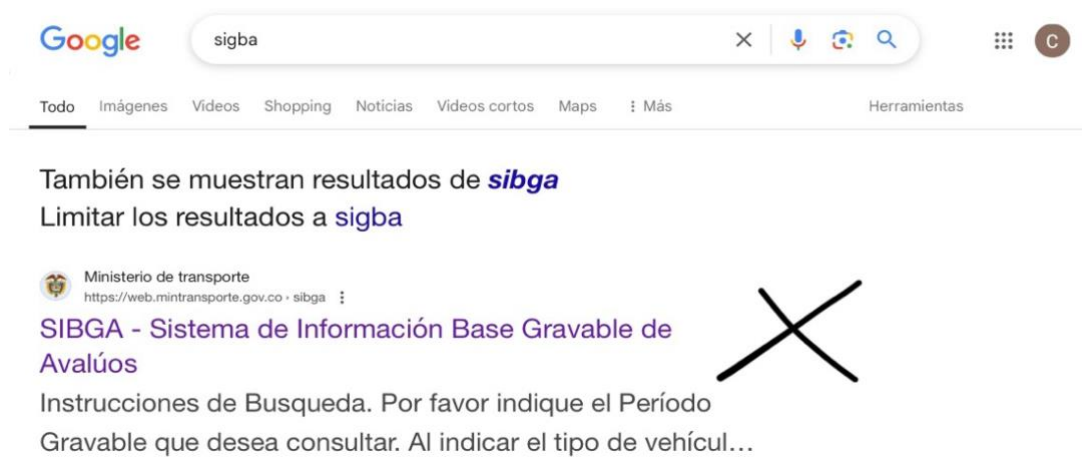 Google
sigba
C
Todo Imágenes Videos Shopping Noticias Videos cortos Maps Más Herramientas
También se muestran resultados de sibga
Limitar los resultados a sigba
Ministerio de transporte
https://web.mintransporte.gov.co › sibga
SIBGA - Sistema de Información Base Gravable de
Avalúos
Instrucciones de Busqueda. Por favor indique el Período
Gravable que desea consultar. Al indicar el tipo de vehícul...